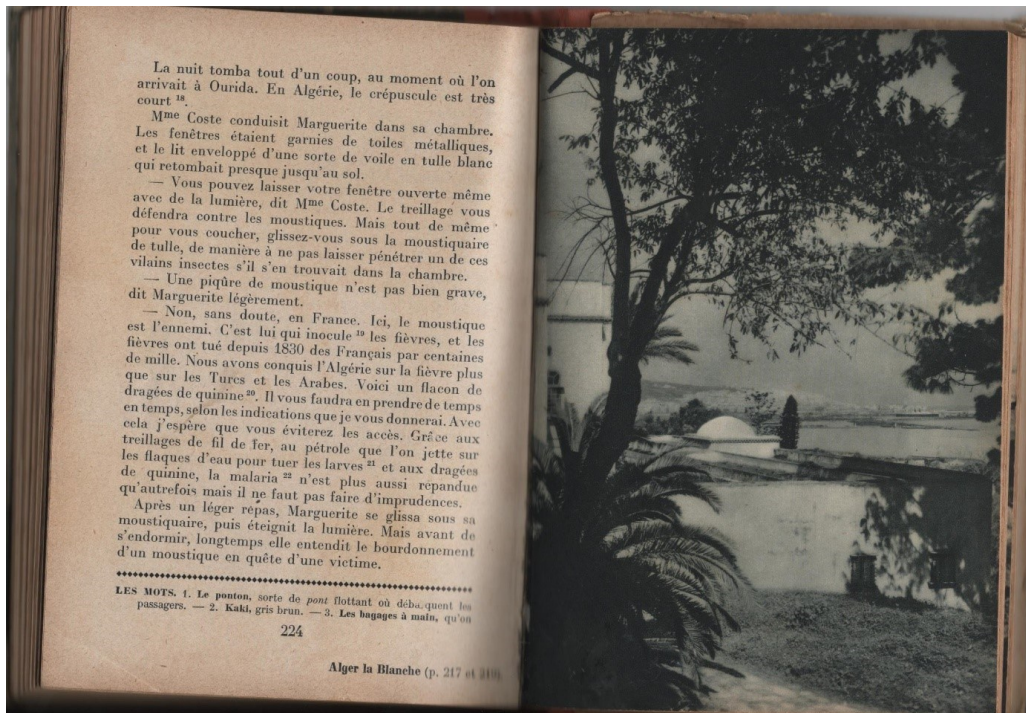 La nuit tomba tout d'un coup, au moment où l'on
arrivait à Ourida. En Algérie, le crépuscule est très
court 18.
Mme Coste conduisit Marguerite dans sa chambre.
Les fenêtres étaient garnies de toiles métalliques,
et le lit enveloppé d'une sorte de voile en tulle blanc
qui retombait presque jusqu'au sol.
— Vous pouvez laisser votre fenêtre ouverte même
avec de la lumière, dit Mme Coste. Le treillage vous
défendra contre les moustiques. Mais tout de même
pour vous coucher, glissez-vous sous la moustiquaire
de tulle, de manière à ne pas laisser pénétrer un de ces
vilains insectes s'il s'en trouvait dans la chambre.
— Une piqûre de moustique n'est pas bien grave,
dit Marguerite légèrement.
— Non, sans doute, en France. Ici, le moustique
est l'ennemi. C'est lui qui inocule 19 les fièvres, et les
fièvres ont tué depuis 1830 des Français par centaines
de mille. Nous avons conquis l'Algérie sur la fièvre plus
que sur les Turcs et les Arabes. Voici un flacon de
dragées de quinine 20. Il vous faudra en prendre de temps
en temps, selon les indications que je vous donnerai. Avec
cela j'espère que vous éviterez les accès. Grâce aux
treillages de fil de fer, au pétrole que l'on jette sur
les flaques d'eau pour tuer les larves 21 et aux dragées
de quinine, la malaria 22 n'est plus aussi répandue
qu'autrefois mais il ne faut pas faire d'imprudences.
Après un léger repas, Marguerite se glissa sous sa
moustiquaire, puis éteignit la lumière. Mais avant de
s'endormir, longtemps elle entendit le bourdonnement
d'un moustique en quête d'une victime.
LES MOTS. 1. Le ponton, sorte de pont flottant où débarquent les
passagers. — 2. Kaki, gris brun. — 3. Les bagages à main, qu'on
224
Alger la Blanche (p. 217 et 219).